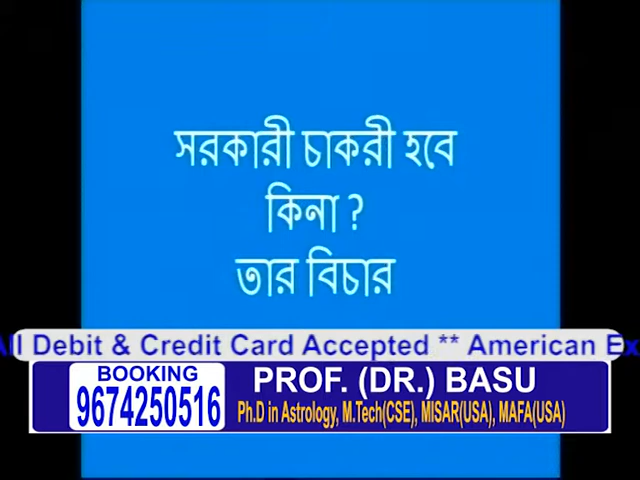 সরকারী চাকরী হবে
কিনা ?
তার বিচার
All Debit & Credit Card Accepted ** American
BOOKING
9674250516
PROF. (DR.) BASU
Ph.D in Astrology, M.Tech(CSE), MISAR(USA), MAFA(USA)